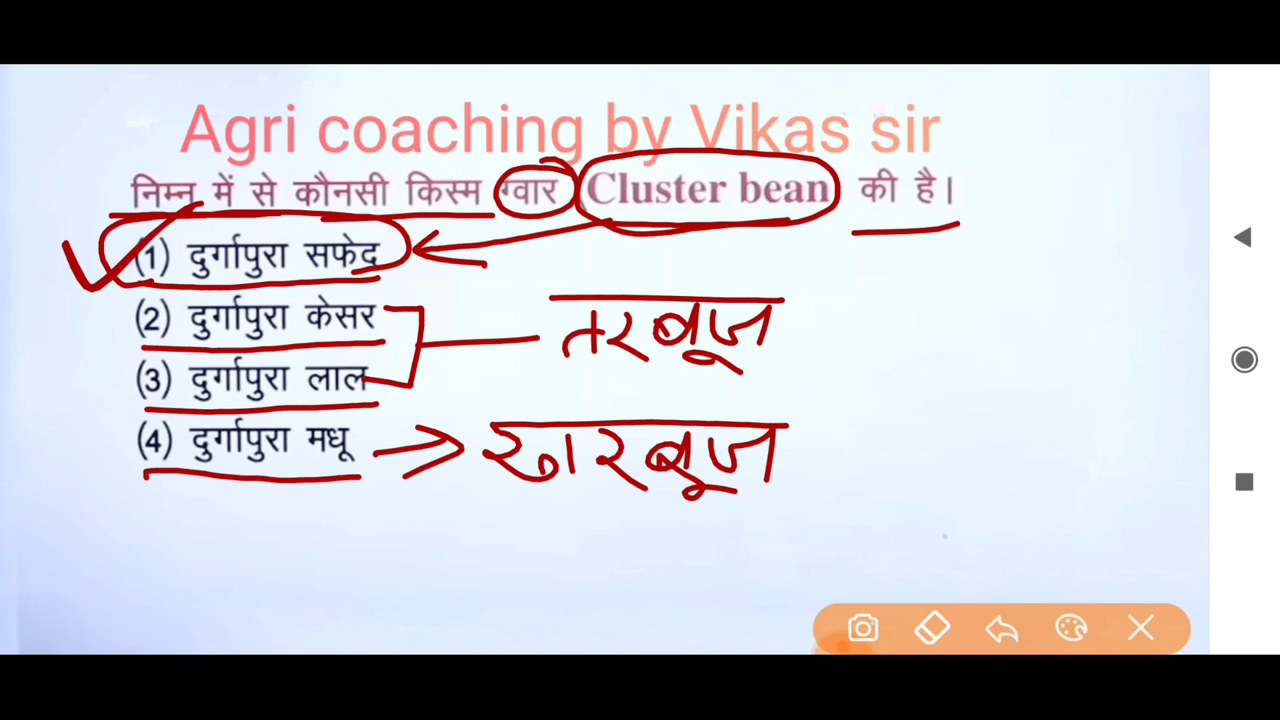 Agri coaching by Vikas sir
निम्न में से कौनसी किस्म ग्वार (Cluster bean की है।
(1) दुर्गापुरा सफेद
(2) दुर्गापुरा केसर
तरबूज
(3) दुर्गापुरा लाल
(4) दुर्गापुरा मधू
खरबूज